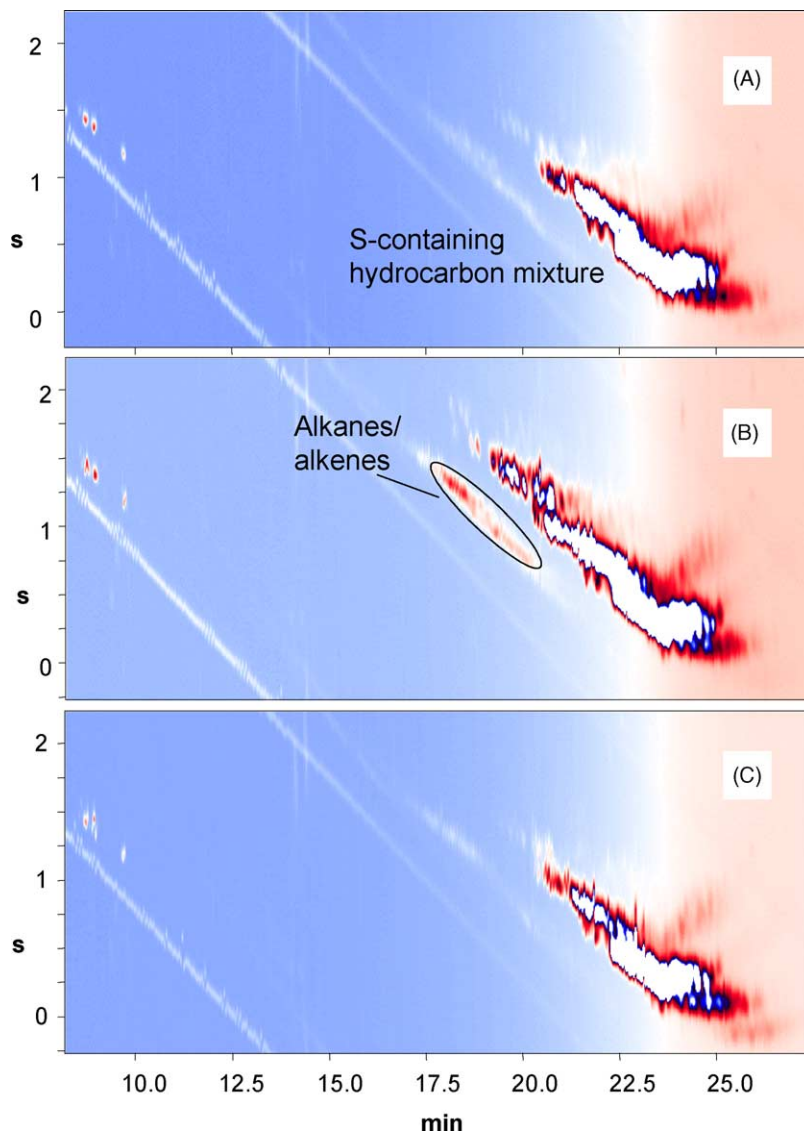 2
(A)
1
S-containing
s
hydrocarbon mixture
0
2
(B)
Alkanes/
alkenes
1
s
0
2
(C)
1
s
0
10.0 12.5 15.0 17.5 20.0 22.5 25.0
min